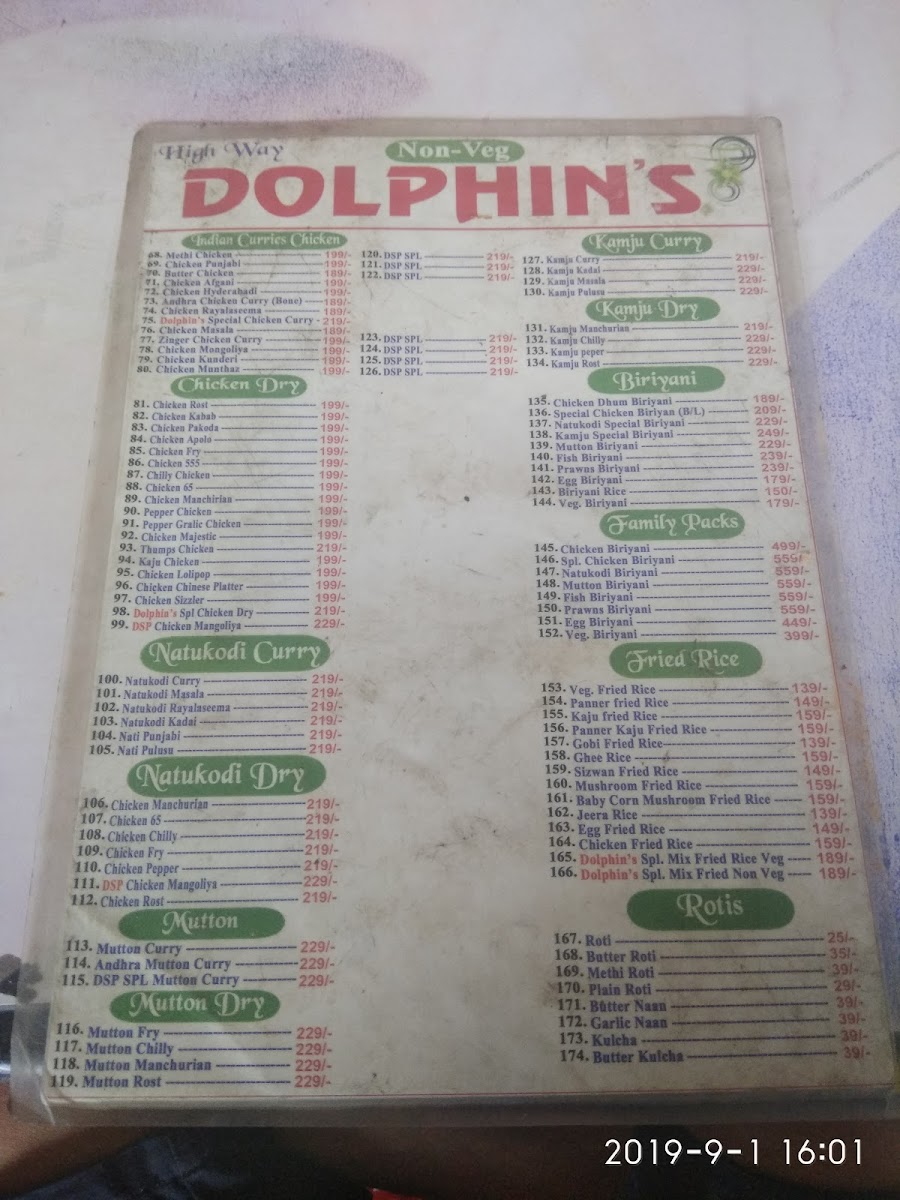 High Way
Non-Veg
DOLPHIN'S
Indian Curries Chicken
68. Methi Chicken 199/-
69. Chicken Punjabi 199/-
70. Butter Chicken 189/-
71. Chicken Afgani 199/-
72. Chicken Hyderabadi 199/-
73. Andhra Chicken Curry (Bone) 189/-
74. Chicken Rayalaseema 189/-
75. Dolphin's Special Chicken Curry - 219/-
76. Chicken Masala 189/-
77. Zinger Chicken Curry 199/-
78. Chicken Mongoliya 199/-
79. Chicken Kunderi 199/-
80. Chicken Munthaz 199/-
Chicken Dry
81. Chicken Rost 199/-
82. Chicken Kabab 199/-
83. Chicken Pakoda 199/-
84. Chicken Apolo 199/-
85. Chicken Fry 199/-
86. Chicken 555 199/-
87. Chilly Chicken 199/-
88. Chicken 65 199/-
89. Chicken Manchirian 199/-
90. Pepper Chicken 199/-
91. Pepper Gralic Chicken 199/-
92. Chicken Majestic 199/-
93. Thumps Chicken 219/-
94. Kaju Chicken 199/-
95. Chicken Lolipop 199/-
96. Chicken Chinese Platter 199/-
97. Chicken Sizzler 199/-
98. Dolphin's Spl Chicken Dry 219/-
99. DSP Chicken Mangoliya 229/-
Natukodi Curry
100. Natukodi Curry 219/-
101. Natukodi Masala 219/-
102. Natukodi Rayalaseema 219/-
103. Natukodi Kadai 219/-
104. Nati Punjabi 219/-
105. Nati Pulusu 219/-
Natukodi Dry
106. Chicken Manchurian 219/-
107. Chicken 65 219/-
108. Chicken Chilly 219/-
109. Chicken Fry 219/-
110. Chicken Pepper 219/-
111. DSP Chicken Mangoliya 229/-
112. Chicken Rost 219/-
Mutton
113. Mutton Curry 229/-
114. Andhra Mutton Curry 229/-
115. DSP SPL Mutton Curry 229/-
Mutton Dry
116. Mutton Fry 229/-
117. Mutton Chilly 229/-
118. Mutton Manchurian 229/-
119. Mutton Rost 229/-
120. DSP SPL 219/-
121. DSP SPL 219/-
122. DSP SPL 219/-
123. DSP SPL 219/-
124. DSP SPL 219/-
125. DSP SPL 219/-
126. DSP SPL 219/-
Kamju Curry
127. Kamju Curry 219/-
128. Kamju Kadai 229/-
129. Kamju Masala 229/-
130. Kamju Pulusu 229/-
Kamju Dry
131. Kamju Manchurian 219/-
132. Kamju Chilly 229/-
133. Kamju peper 229/-
134. Kamju Rost 229/-
Biriyani
135. Chicken Dhum Biriyani 189/-
136. Special Chicken Biriyan (B/L) 209/-
137. Natukodi Special Biriyani 229/-
138. Kamju Special Biriyani 249/-
139. Mutton Biriyani 229/-
140. Fish Biriyani 239/-
141. Prawns Biriyani 239/-
142. Egg Biriyani 179/-
143. Biriyani Rice 150/-
144. Veg. Biriyani 179/-
Family Packs
145. Chicken Biriyani 499/-
146. Spl. Chicken Biriyani 559/
147. Natukodi Biriyani 559/-
148. Mutton Biriyani 559/-
149. Fish Biriyani 559/-
150. Prawns Biriyani 559/-
151. Egg Biriyani 449/-
152. Veg. Biriyani 399/-
Fried Rice
153. Veg. Fried Rice 139/-
154. Panner fried Rice 149/-
155. Kaju fried Rice 159/-
156. Panner Kaju Fried Rice 159/-
157. Gobi Fried Rice 139/-
158. Ghee Rice 159/-
159. Sizwan Fried Rice 149/-
160. Mushroom Fried Rice 159/-
161. Baby Corn Mushroom Fried Rice 159/-
162. Jeera Rice 139/-
163. Egg Fried Rice 149/-
164. Chicken Fried Rice 159/-
165. Dolphin's Spl. Mix Fried Rice Veg 189/-
166. Dolphin's Spl. Mix Fried Non Veg 189/-
Rotis
167. Roti 25/-
168. Butter Roti 35/-
169. Methi Roti 39/-
170. Plain Roti 29/-
171. Butter Naan 39/-
172. Garlic Naan 39/-
173. Kulcha 39/-
174. Butter Kulcha 39/-
2019-9-1 16:01